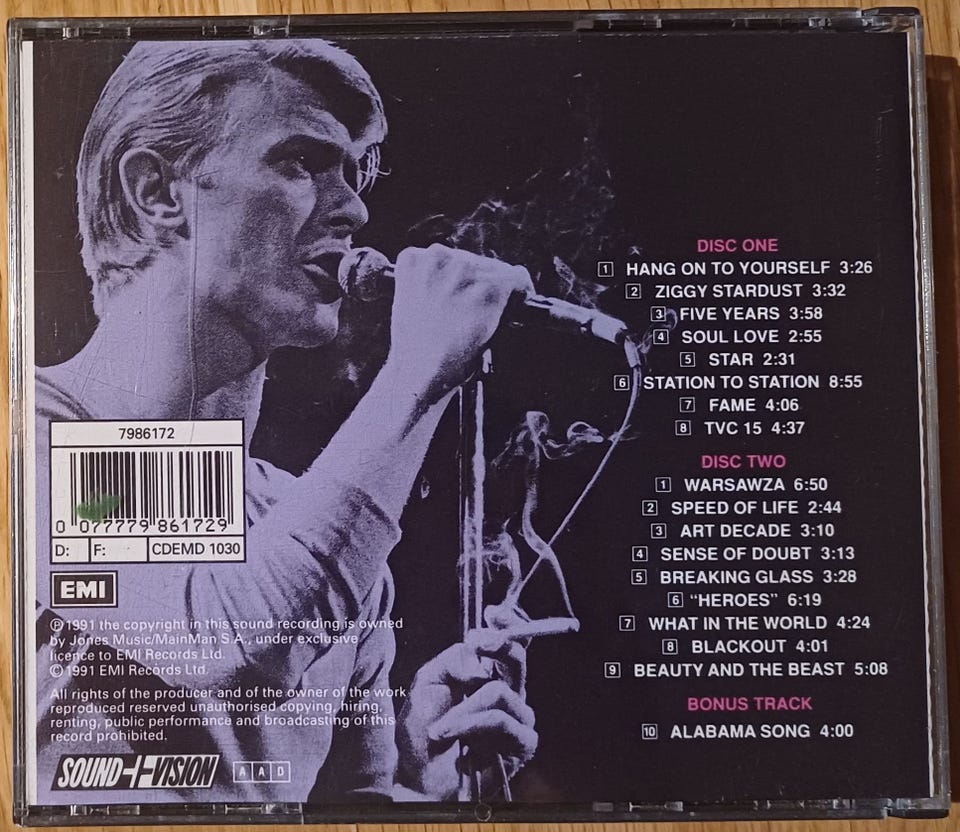 DISC ONE
1 HANG ON TO YOURSELF 3:26
2 ZIGGY STARDUST 3:32
3 FIVE YEARS 3:58
4 SOUL LOVE 2:55
5 STAR 2:31
6 STATION TO STATION 8:55
7 FAME 4:06
8 TVC 15 4:37
DISC TWO
1 WARSAWZA 6:50
2 SPEED OF LIFE 2:44
3 ART DECADE 3:10
4 SENSE OF DOUBT 3:13
5 BREAKING GLASS 3:28
6 "HEROES" 6:19
7 WHAT IN THE WORLD 4:24
8 BLACKOUT 4:01
9 BEAUTY AND THE BEAST 5:08
BONUS TRACK
10 ALABAMA SONG 4:00
7986172
0 077779 861729
D: F: CDEMD 1030
EMI
℗1991 the copyright in this sound recording is owned
by Jones Music/MainMan S.A., under exclusive
licence to EMI Records Ltd.
©1991 EMI Records Ltd.
All rights of the producer and of the owner of the work
reproduced reserved unauthorised copying, hiring,
renting, public performance and broadcasting of this
record prohibited.
SOUND+VISION AAD